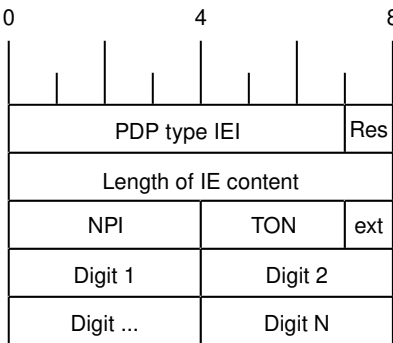 0 4 8
PDP type IEI Res
Length of IE content
NPI TON ext
Digit 1 Digit 2
Digit ... Digit N